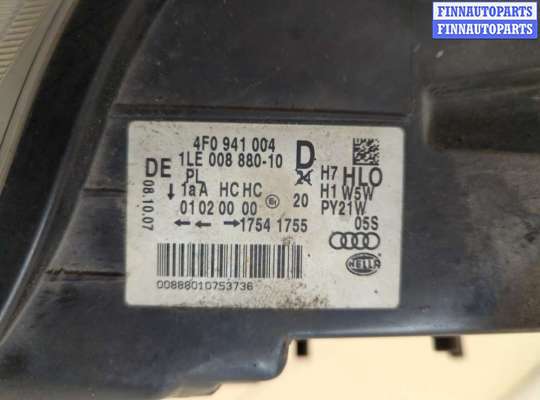 FINNAUTOPARTS
FINNAUTOPARTS
4F0 941 004 D
DE 1LE 008 880-10
PL H7 HLO
08.10.07
1aA HC HC 20 H1 W5W
01 02 00 00 PY21W
1754 1755 05S
00888010753736
HELLA